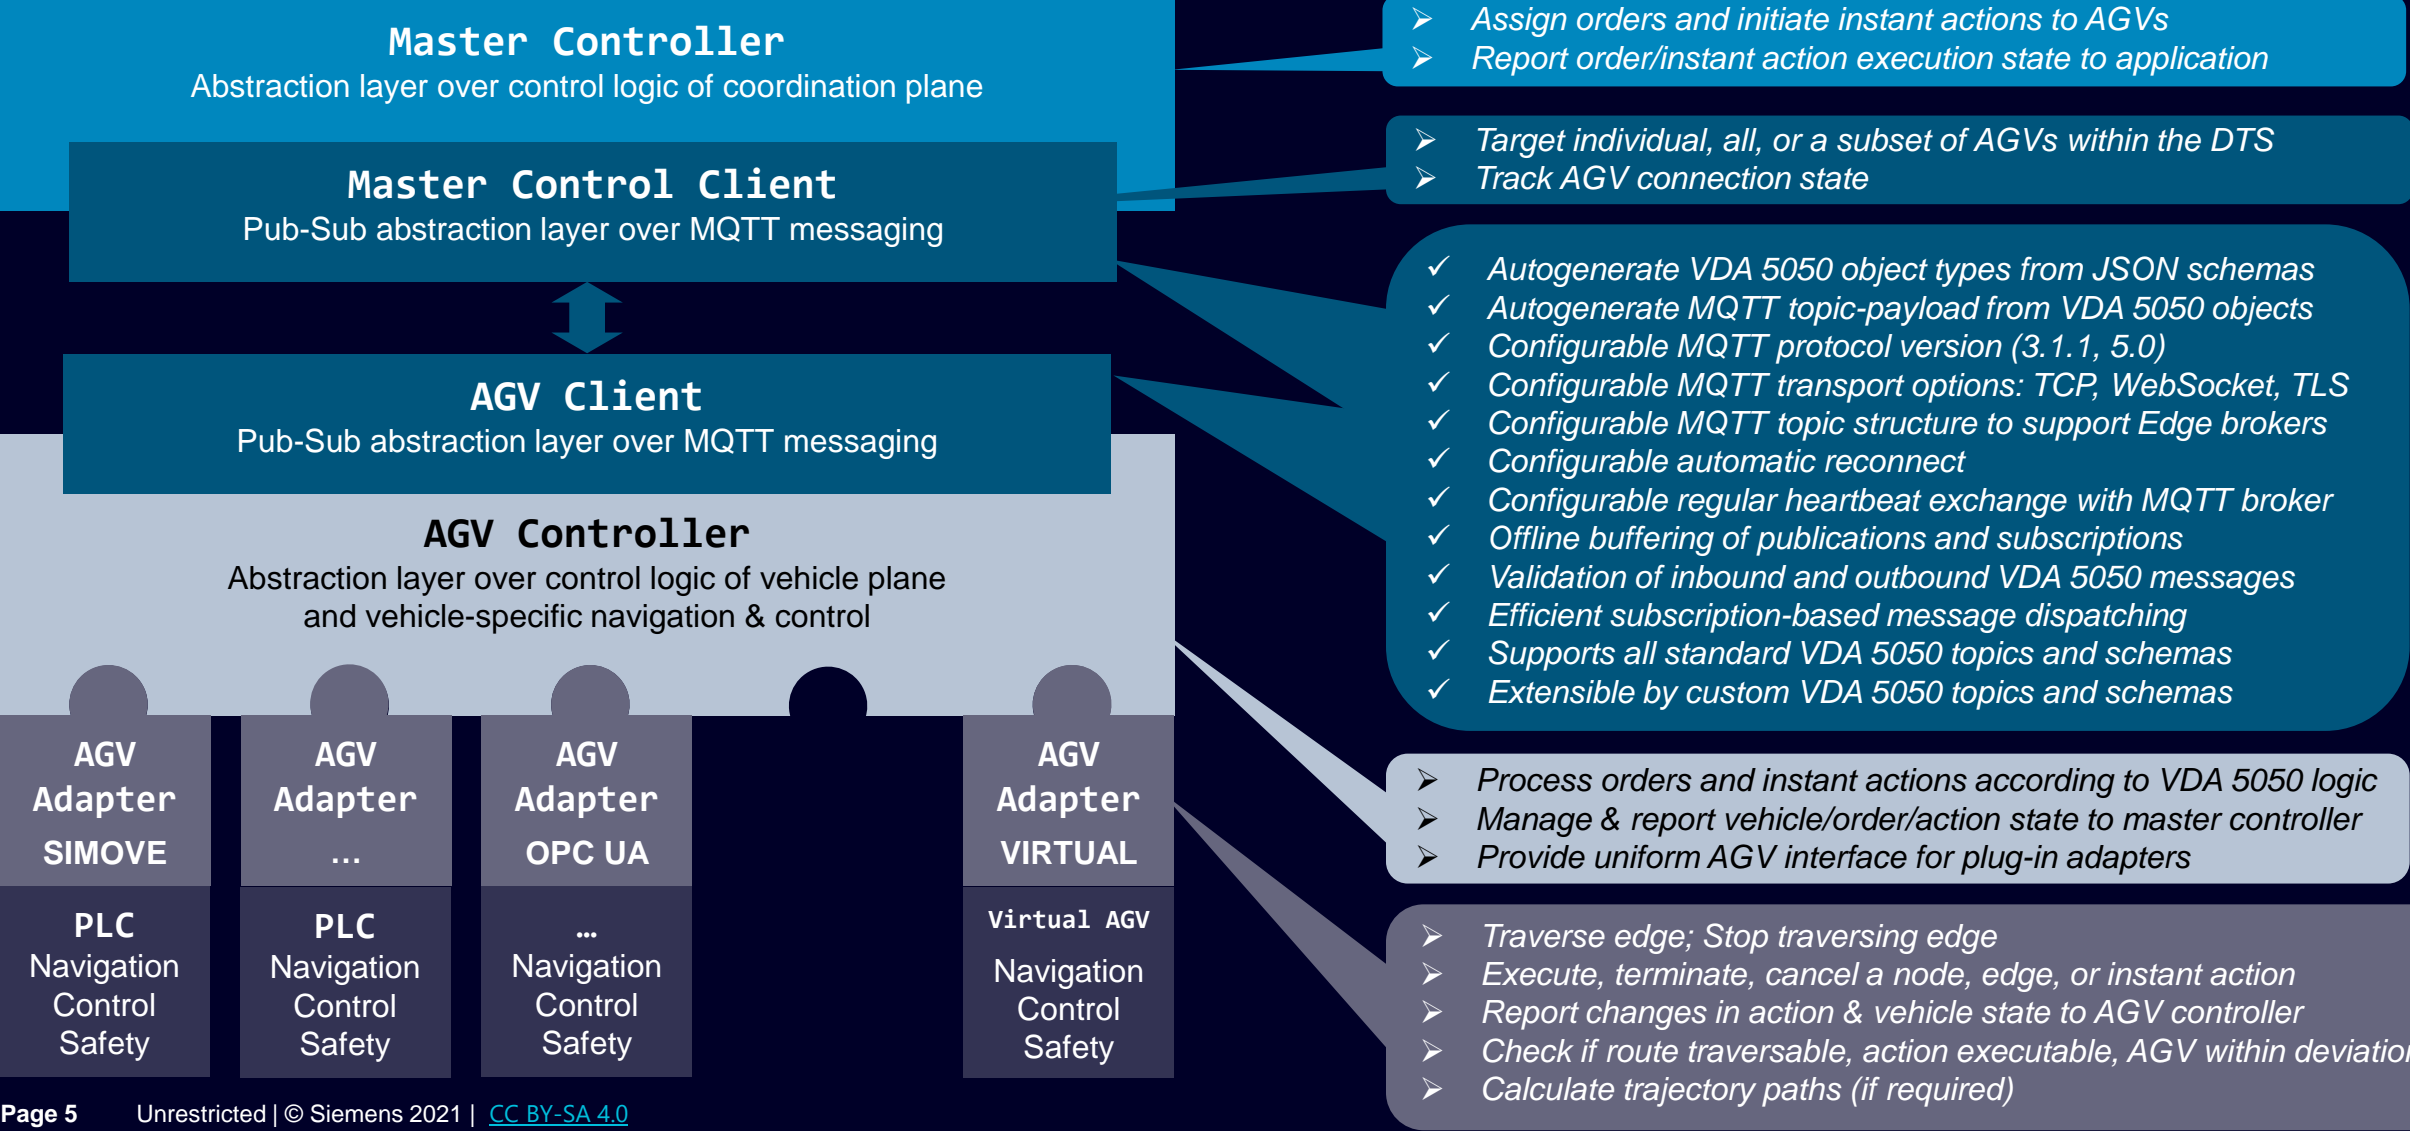 Master Controller
Abstraction layer over control logic of coordination plane
Master Control Client
Pub-Sub abstraction layer over MQTT messaging
AGV Client
Pub-Sub abstraction layer over MQTT messaging
AGV Controller
Abstraction layer over control logic of vehicle plane
and vehicle-specific navigation & control
AGV
Adapter
SIMOVE
AGV
Adapter
...
AGV
Adapter
OPC UA
AGV
Adapter
VIRTUAL
PLC
Navigation
Control
Safety
PLC
Navigation
Control
Safety
…
Navigation
Control
Safety
Virtual AGV
Navigation
Control
Safety
➢ Assign orders and initiate instant actions to AGVs
➢ Report order/instant action execution state to application
➢ Target individual, all, or a subset of AGVs within the DTS
➢ Track AGV connection state
✓ Autogenerate VDA 5050 object types from JSON schemas
✓ Autogenerate MQTT topic-payload from VDA 5050 objects
✓ Configurable MQTT protocol version (3.1.1, 5.0)
✓ Configurable MQTT transport options: TCP, WebSocket, TLS
✓ Configurable MQTT topic structure to support Edge brokers
✓ Configurable automatic reconnect
✓ Configurable regular heartbeat exchange with MQTT broker
✓ Offline buffering of publications and subscriptions
✓ Validation of inbound and outbound VDA 5050 messages
✓ Efficient subscription-based message dispatching
✓ Supports all standard VDA 5050 topics and schemas
✓ Extensible by custom VDA 5050 topics and schemas
➢ Process orders and instant actions according to VDA 5050 logic
➢ Manage & report vehicle/order/action state to master controller
➢ Provide uniform AGV interface for plug-in adapters
➢ Traverse edge; Stop traversing edge
➢ Execute, terminate, cancel a node, edge, or instant action
➢ Report changes in action & vehicle state to AGV controller
➢ Check if route traversable, action executable, AGV within deviation
➢ Calculate trajectory paths (if required)
Page 5 Unrestricted | © Siemens 2021 | CC BY-SA 4.0